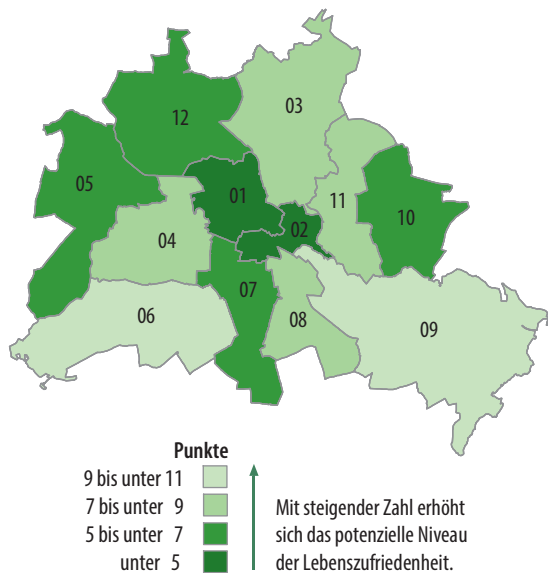 03
12
05
01
11
10
02
04
07
06
08
09
Punkte
9 bis unter 11
7 bis unter 9
5 bis unter 7
unter 5
Mit steigender Zahl erhöht
sich das potenzielle Niveau
der Lebenszufriedenheit.